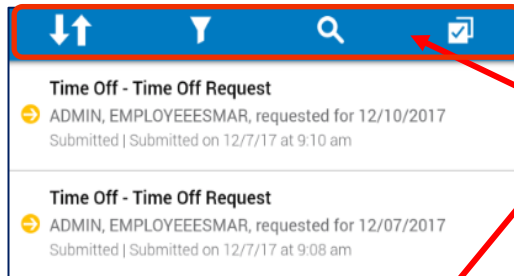 Time Off - Time Off Request
ADMIN, EMPLOYEEESMAR, requested for 12/10/2017
Submitted | Submitted on 12/7/17 at 9:10 am
Time Off - Time Off Request
ADMIN, EMPLOYEEESMAR, requested for 12/07/2017
Submitted | Submitted on 12/7/17 at 9:08 am